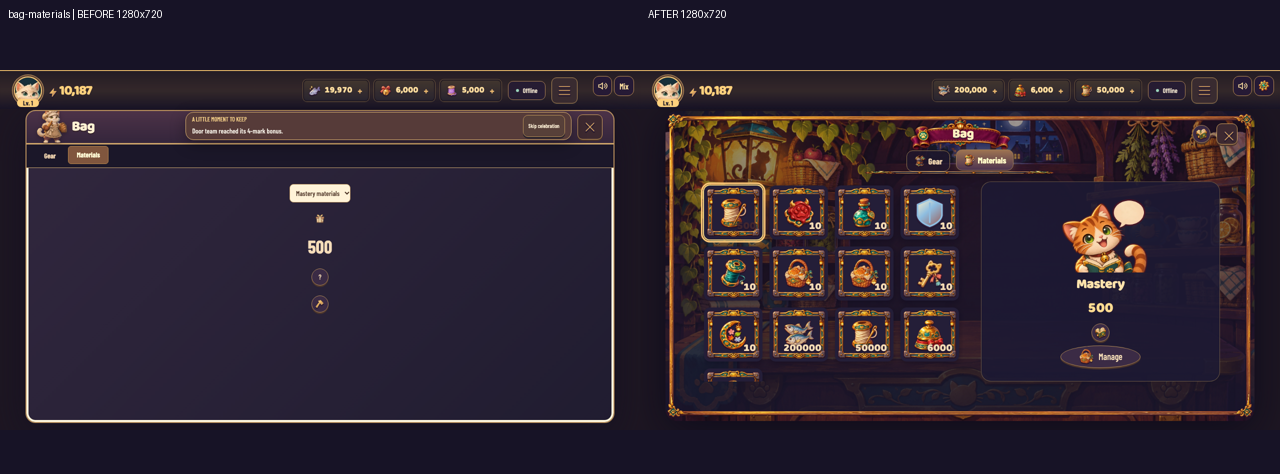 bag-materials | BEFORE 1280x720
AFTER 1280x720
10,187
Lv. 1
19,970 +
6,000 +
5,000 +
Offline
Mix
Bag
A LITTLE MOMENT TO KEEP
Door team reached its 4-mark bonus.
Skip celebration
Gear
Materials
Mastery materials
500
?
10,187
Lv. 1
200,000 +
6,000 +
50,000 +
Offline
Bag
Gear
Materials
10
10
10
10
10
10
10
10
200000
50000
6000
Mastery
500
Manage